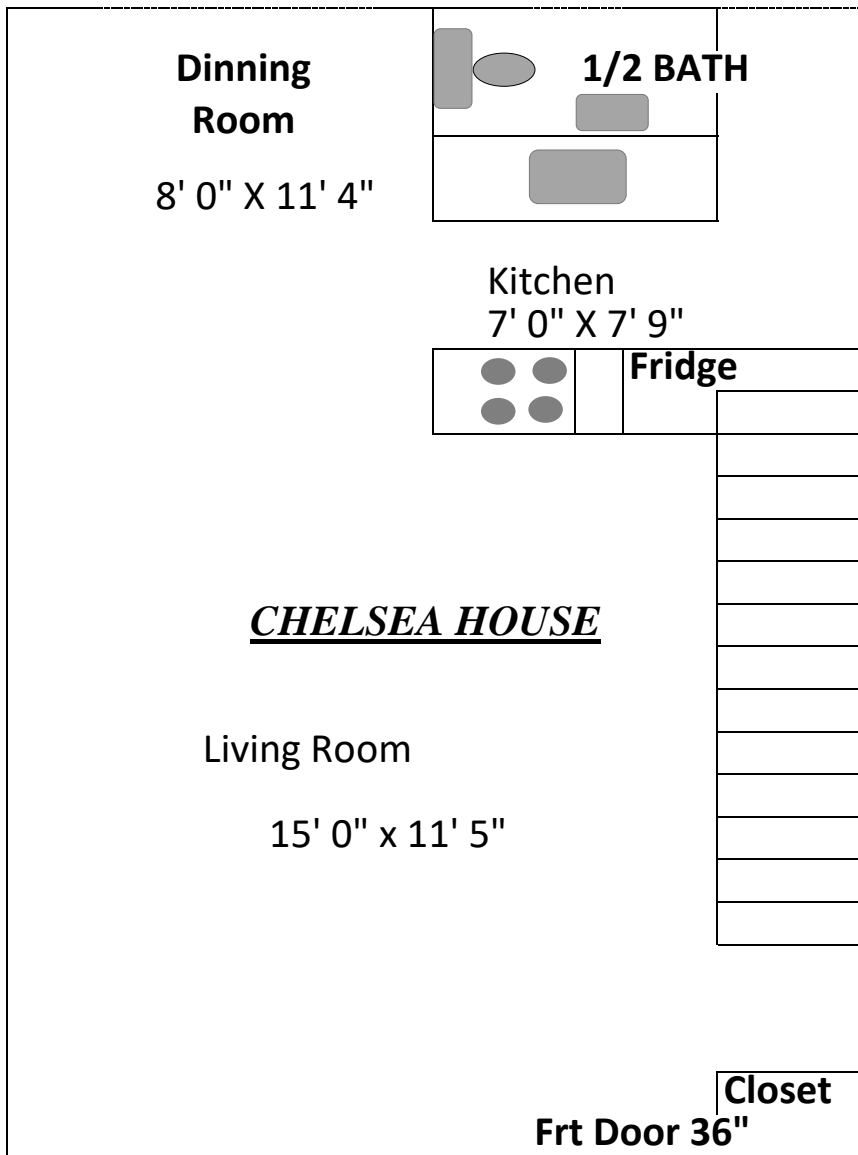 Dinning
Room
8' 0" X 11' 4"
1/2 BATH
Kitchen
7' 0" X 7' 9"
Fridge
CHELSEA HOUSE
Living Room
15' 0" x 11' 5"
Closet
Frt Door 36"